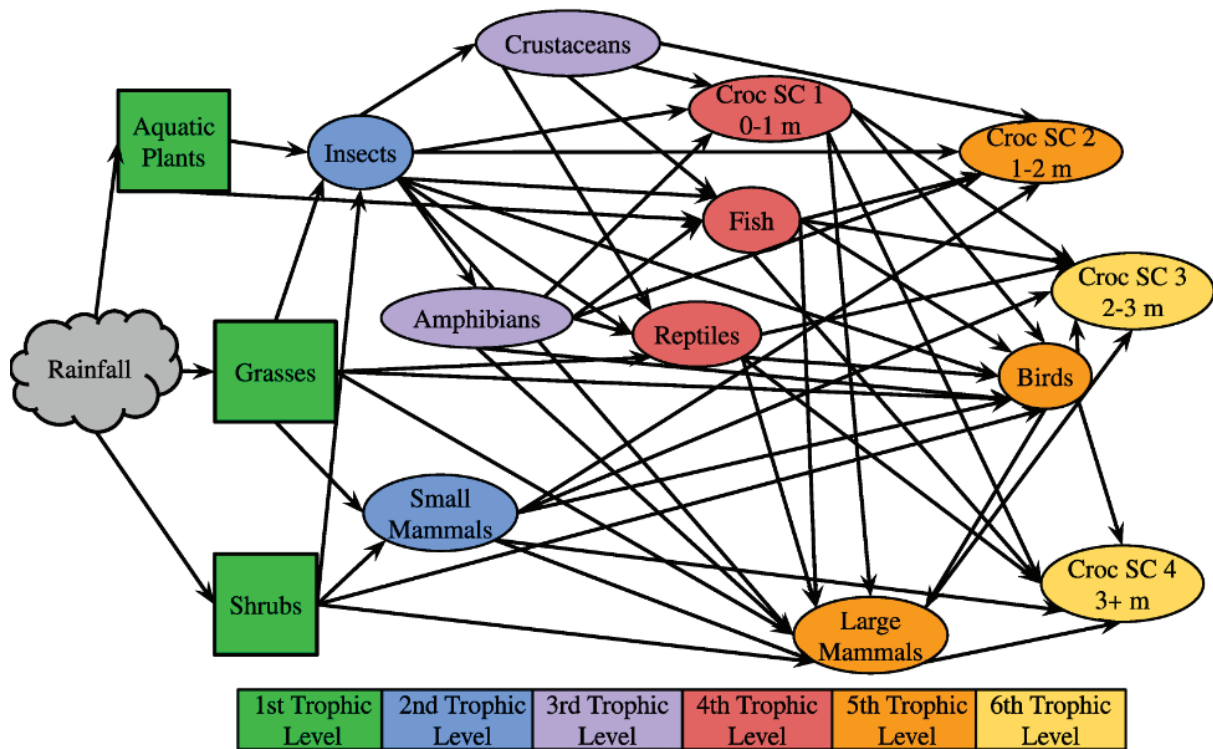 Crustaceans
Croc SC 1
0-1 m
Aquatic
Plants
Insects
Croc SC 2
1-2 m
Fish
Croc SC 3
2-3 m
Amphibians
Reptiles
Rainfall
Grasses
Birds
Small
Mammals
Croc SC 4
3+ m
Shrubs
Large
Mammals
1st Trophic
Level
2nd Trophic
Level
3rd Trophic
Level
4th Trophic
Level
5th Trophic
Level
6th Trophic
Level